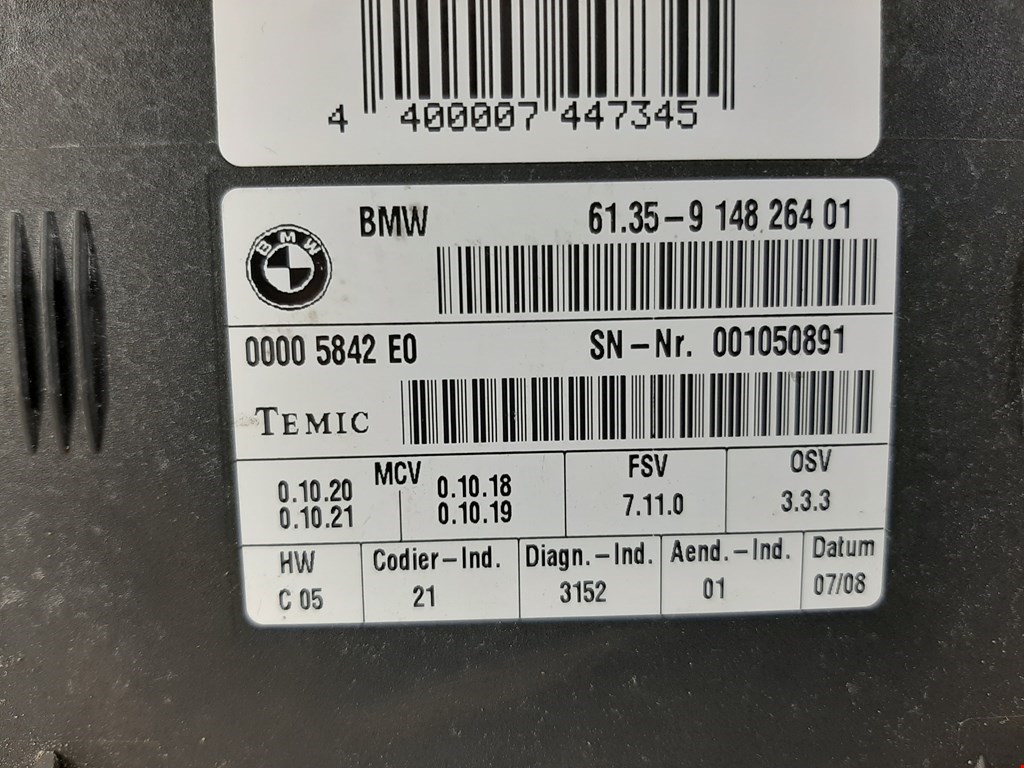 4 400007 447345
BMW 61.35-9 148 264 01
BMW
0000 5842 E0 SN-Nr. 001050891
TEMIC
MCV FSV OSV
0.10.20 0.10.18 7.11.0 3.3.3
0.10.21 0.10.19
HW Codier-Ind. Diagn.-Ind. Aend.-Ind. Datum
C 05 21 3152 01 07/08